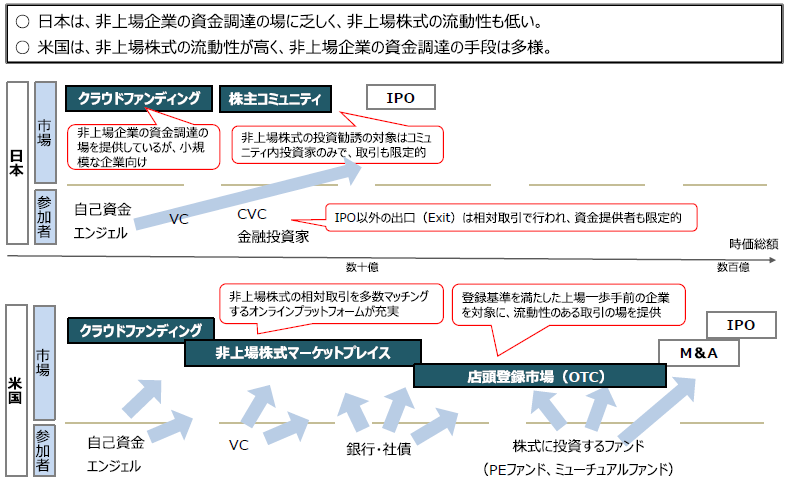 ○ 日本は、非上場企業の資金調達の場に乏しく、非上場株式の流動性も低い。
○ 米国は、非上場株式の流動性が高く、非上場企業の資金調達の手段は多様。
日本
市場
クラウドファンディング
株主コミュニティ
IPO
非上場企業の資金調達の
場を提供しているが、小規
模な企業向け
非上場株式の投資勧誘の対象はコミュ
ニティ内投資家のみで、取引も限定的
参加者
自己資金
エンジェル
VC
CVC
金融投資家
IPO以外の出口（Exit）は相対取引で行われ、資金提供者も限定的
時価総額
数十億
数百億
米国
市場
非上場株式の相対取引を多数マッチング
するオンラインプラットフォームが充実
登録基準を満たした上場一歩手前の企業
を対象に、流動性のある取引の場を提供
クラウドファンディング
非上場株式マーケットプレイス
店頭登録市場（OTC）
M&A
IPO
参加者
自己資金
エンジェル
VC
銀行・社債
株式に投資するファンド
（PEファンド、ミューチュアルファンド）